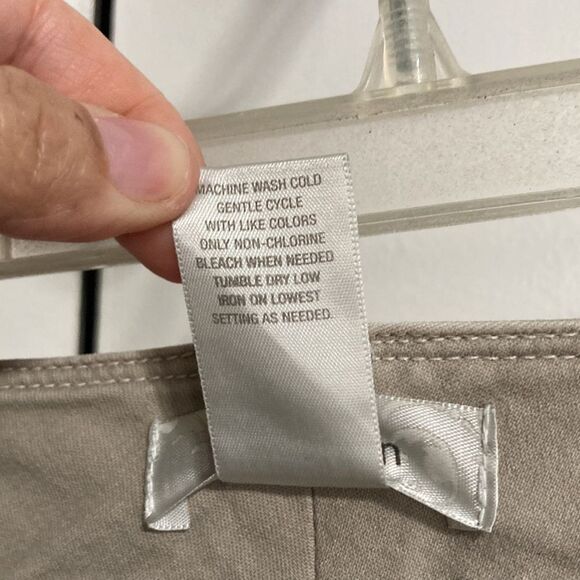 MACHINE WASH COLD
GENTLE CYCLE
WITH LIKE COLORS
ONLY NON-CHLORINE
BLEACH WHEN NEEDED
TUMBLE DRY LOW
IRON ON LOWEST
SETTING AS NEEDED